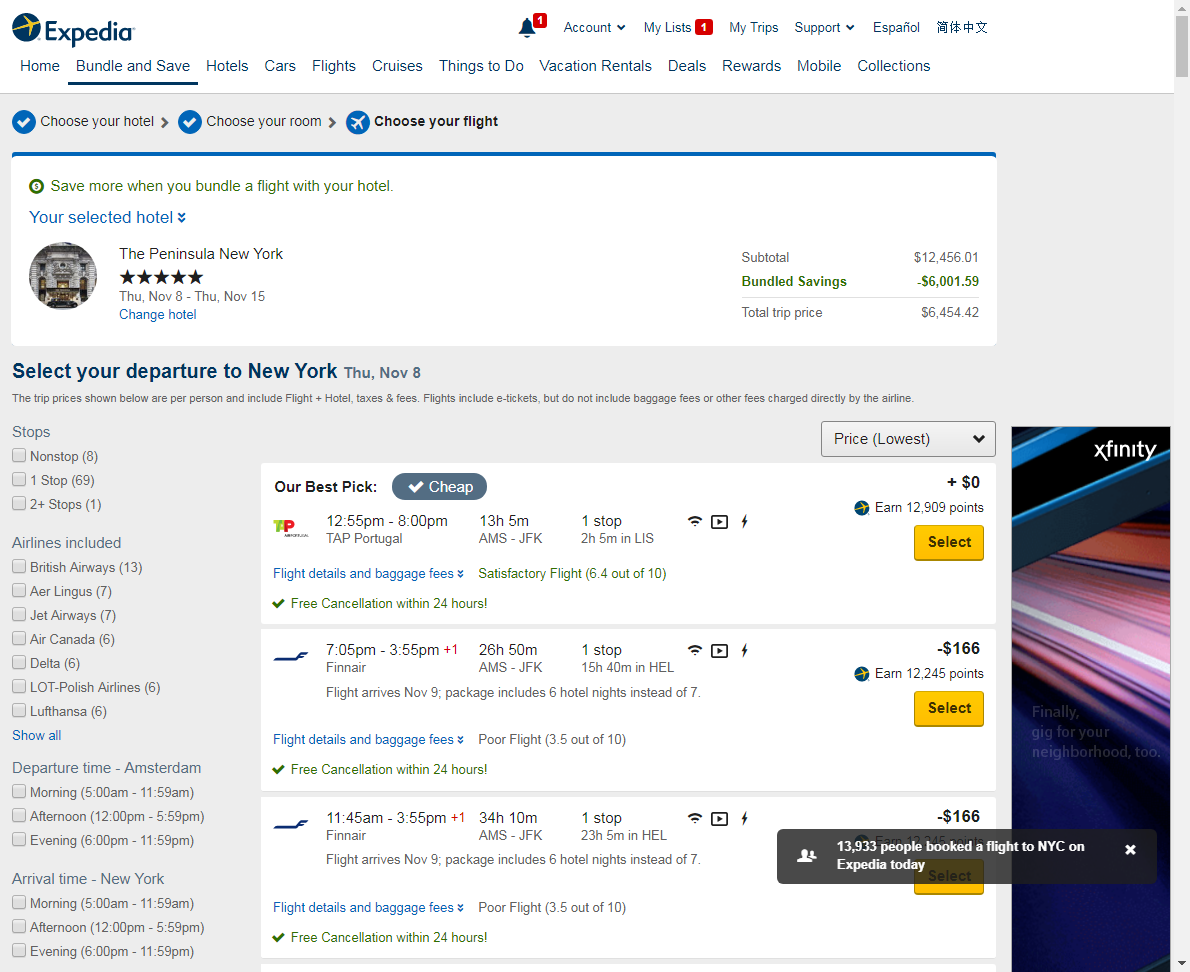 Expedia
1
Account
My Lists 1
My Trips
Support
Español
简体中文
Home
Bundle and Save
Hotels
Cars
Flights
Cruises
Things to Do
Vacation Rentals
Deals
Rewards
Mobile
Collections
Choose your hotel
Choose your room
Choose your flight
Save more when you bundle a flight with your hotel.
Your selected hotel
The Peninsula New York
Thu, Nov 8 - Thu, Nov 15
Change hotel
Subtotal $12,456.01
Bundled Savings -$6,001.59
Total trip price $6,454.42
Select your departure to New York Thu, Nov 8
The trip prices shown below are per person and include Flight + Hotel, taxes & fees. Flights include e-tickets, but do not include baggage fees or other fees charged directly by the airline.
Stops
Nonstop (8)
1 Stop (69)
2+ Stops (1)
Airlines included
British Airways (13)
Aer Lingus (7)
Jet Airways (7)
Air Canada (6)
Delta (6)
LOT-Polish Airlines (6)
Lufthansa (6)
Show all
Departure time - Amsterdam
Morning (5:00am - 11:59am)
Afternoon (12:00pm - 5:59pm)
Evening (6:00pm - 11:59pm)
Arrival time - New York
Morning (5:00am - 11:59am)
Afternoon (12:00pm - 5:59pm)
Evening (6:00pm - 11:59pm)
Price (Lowest)
Our Best Pick: Cheap
+ $0
Earn 12,909 points
TAP
12:55pm - 8:00pm 13h 5m 1 stop
TAP Portugal AMS - JFK 2h 5m in LIS
Select
Flight details and baggage fees Satisfactory Flight (6.4 out of 10)
Free Cancellation within 24 hours!
7:05pm - 3:55pm +1 26h 50m 1 stop
-$166
Finnair AMS - JFK 15h 40m in HEL
Earn 12,245 points
Flight arrives Nov 9; package includes 6 hotel nights instead of 7.
Select
Flight details and baggage fees Poor Flight (3.5 out of 10)
Free Cancellation within 24 hours!
11:45am - 3:55pm +1 34h 10m 1 stop
-$166
Finnair AMS - JFK 23h 5m in HEL
Earn 12,245 points
Flight arrives Nov 9; package includes 6 hotel nights instead of 7.
Select
Flight details and baggage fees Poor Flight (3.5 out of 10)
Free Cancellation within 24 hours!
13,933 people booked a flight to NYC on
Expedia today
xfinity
Finally,
gig for your
neighborhood, too.